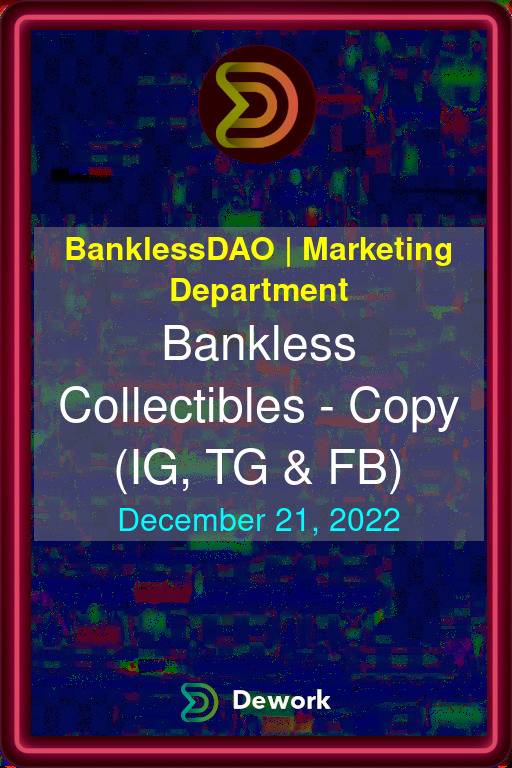 BanklessDAO | Marketing
Department
Bankless
Collectibles - Copy
(IG, TG & FB)
December 21, 2022
Dework